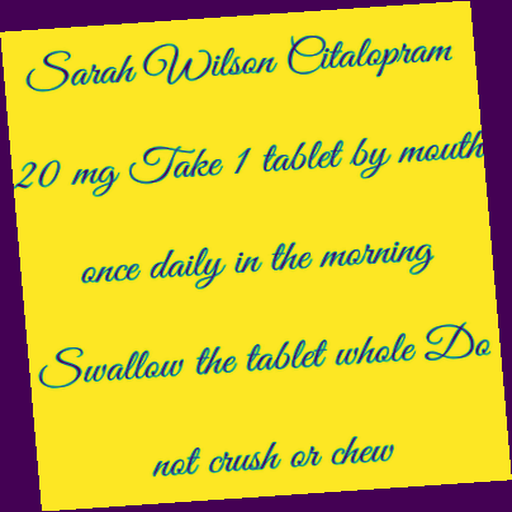 Sarah Wilson Citalopram
20 mg Take 1 tablet by mouth
once daily in the morning
Swallow the tablet whole Do
not crush or chew